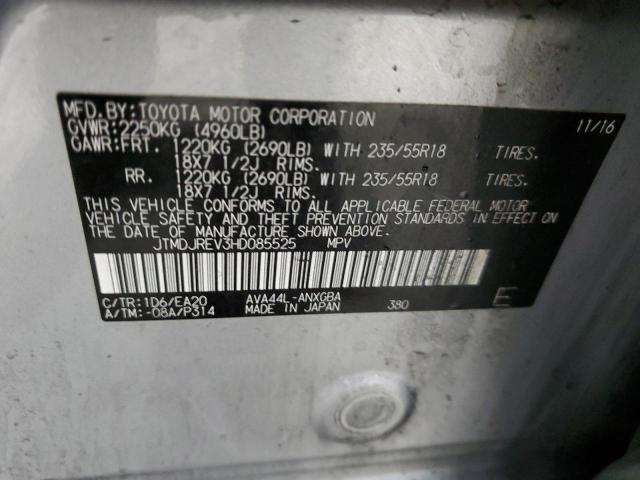 MFD.BY:TOYOTA MOTOR CORPORATION 11/16
GVWR:2250KG (4960LB)
GAWR:FRT. 1220KG (2690LB) WITH 235/55R18 TIRES.
18X7 1/2J RIMS.
RR. 1220KG (2690LB) WITH 235/55R18 TIRES.
18X7 1/2J RIMS.
THIS VEHICLE CONFORMS TO ALL APPLICABLE FEDERAL MOTOR
VEHICLE SAFETY AND THEFT PREVENTION STANDARDS IN EFFECT ON
THE DATE OF MANUFACTURE SHOWN ABOVE.
JTMDJREV3HD085525 MPV
C/TR:1D6/EA20 AVA44L-ANXGBA 380 E
A/TM:-08A/P314 MADE IN JAPAN